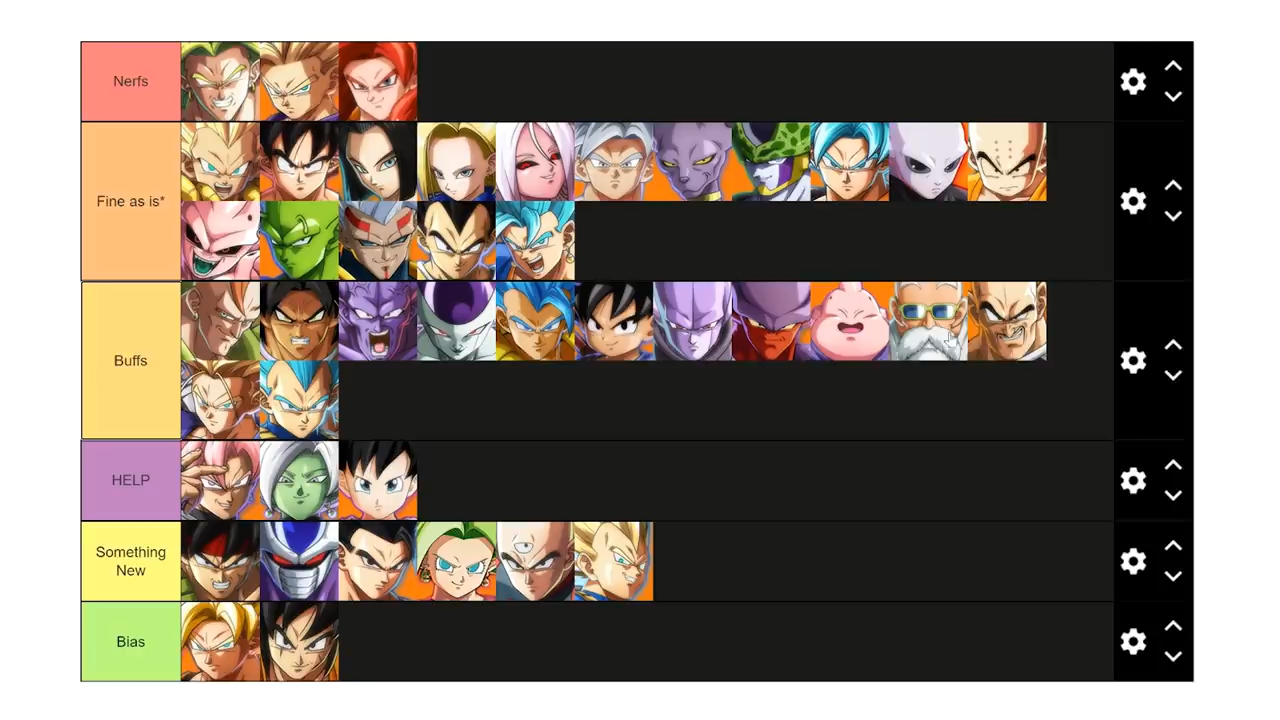 Nerfs
Fine as is*
Buffs
HELP
Something
New
Bias